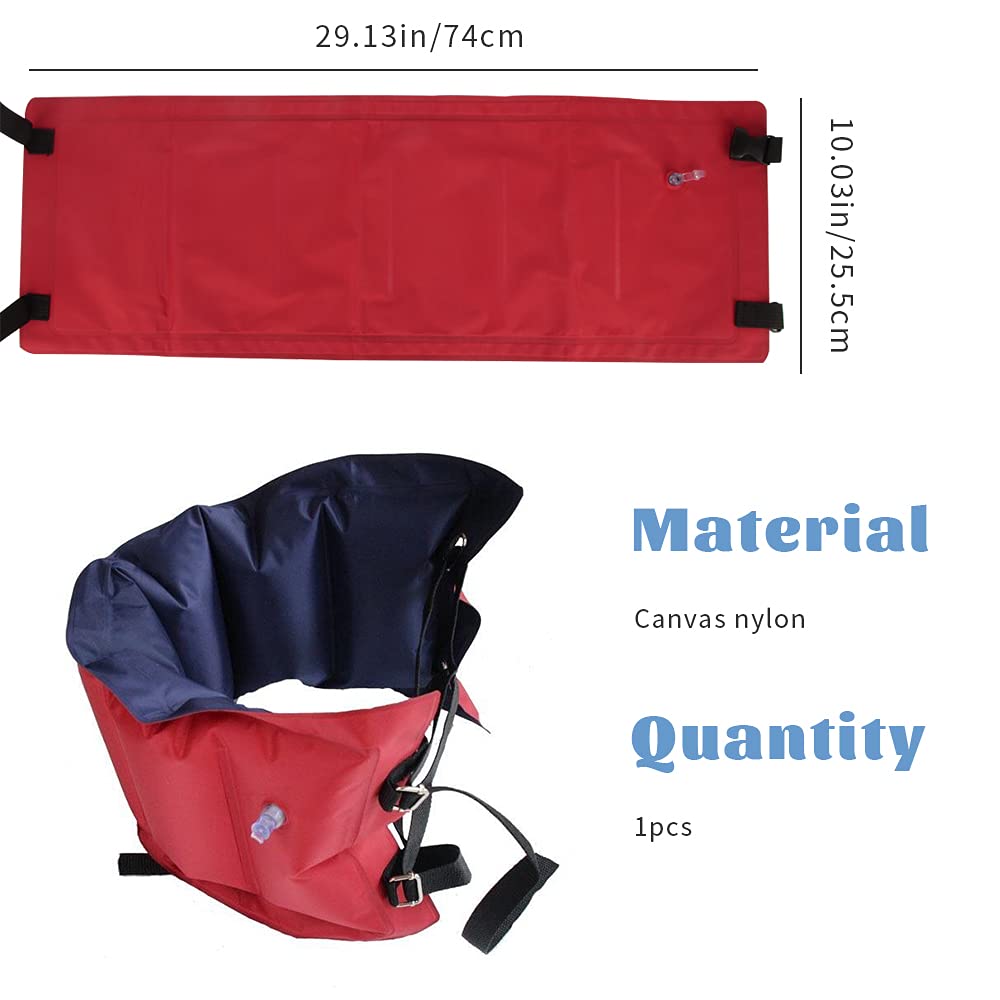 29.13in/74cm
10.03in/25.5cm
Material
Canvas nylon
Quantity
1pcs